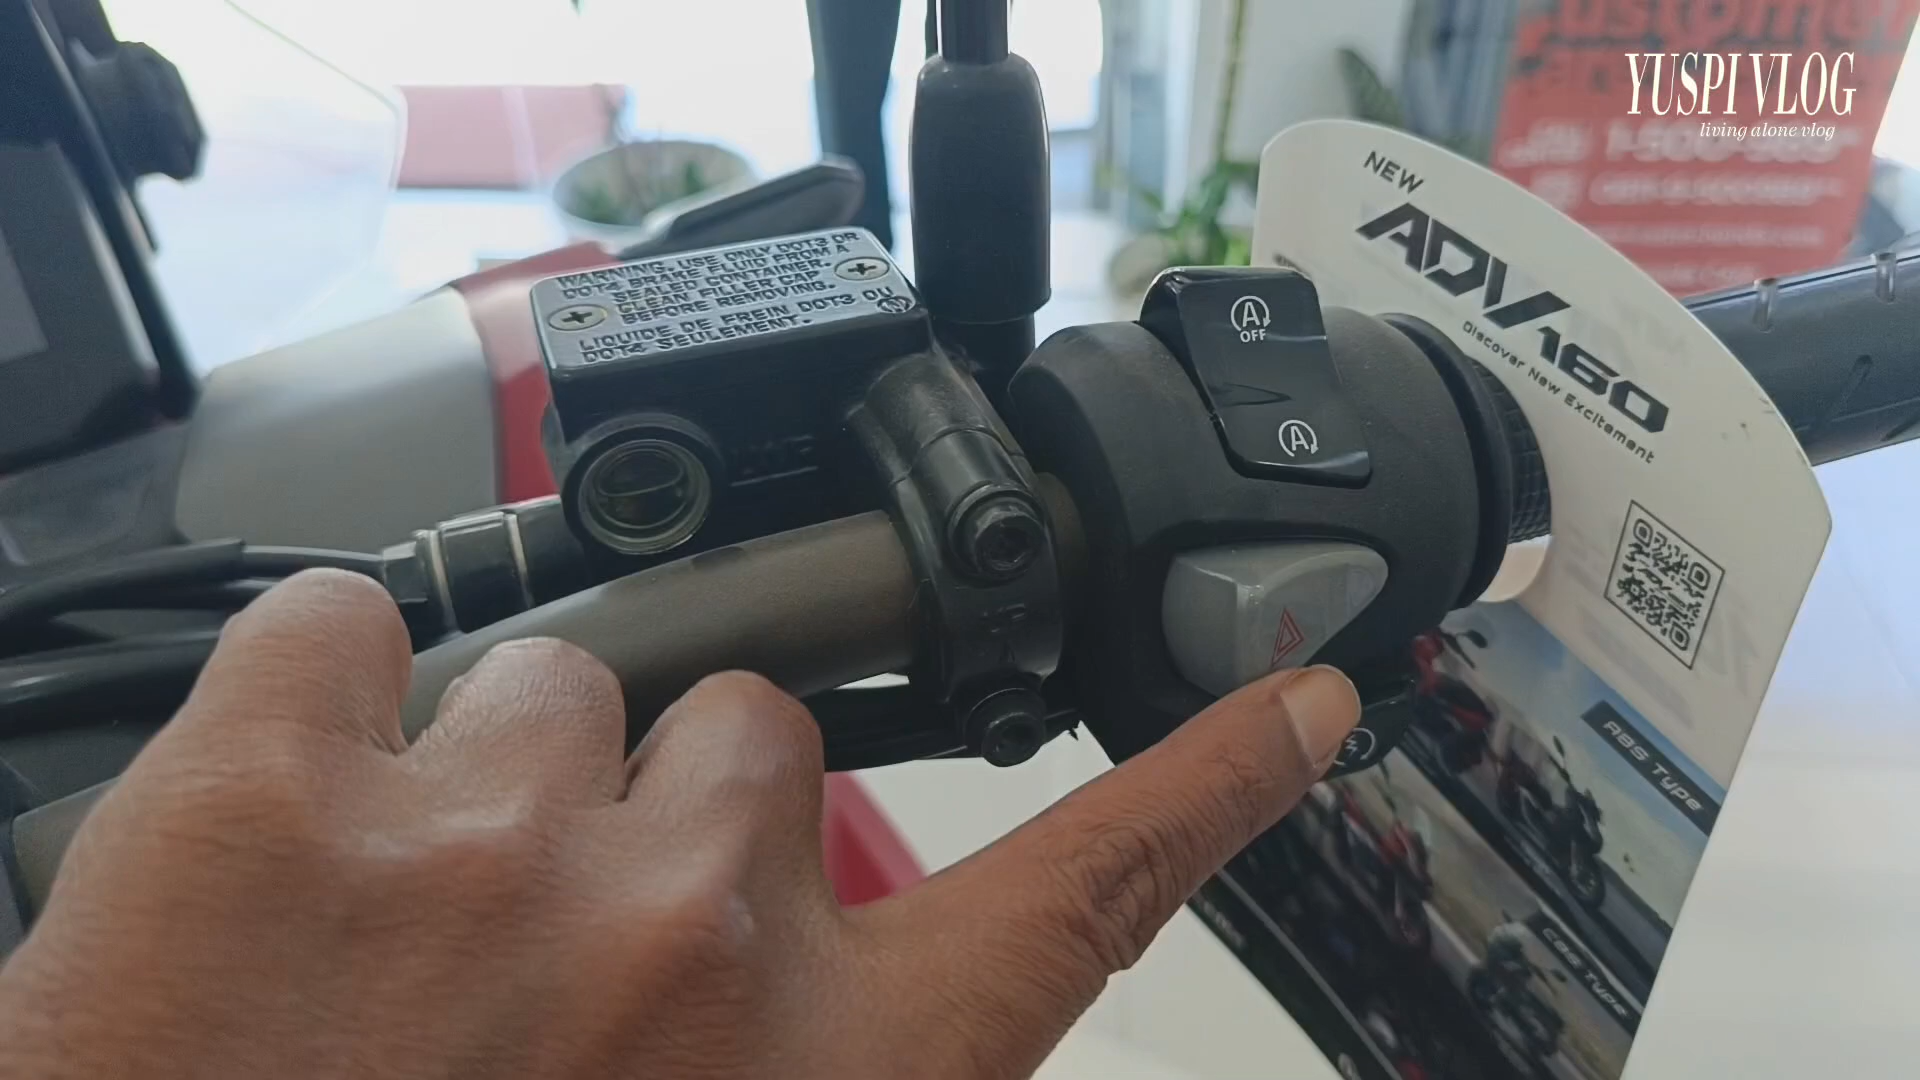 YUSPI VLOG
living alone vlog
NEW
ADV160
Discover New Excitement
WARNING. USE ONLY DOT3 OR
DOT4 BRAKE FLUID FROM A
SEALED CONTAINER.
CLEAN FILLER CAP
BEFORE REMOVING.
LIQUIDE DE FREIN DOT3 OU
DOT4 SEULEMENT.
A
OFF
A
ABS TYPE
CBS TYPE